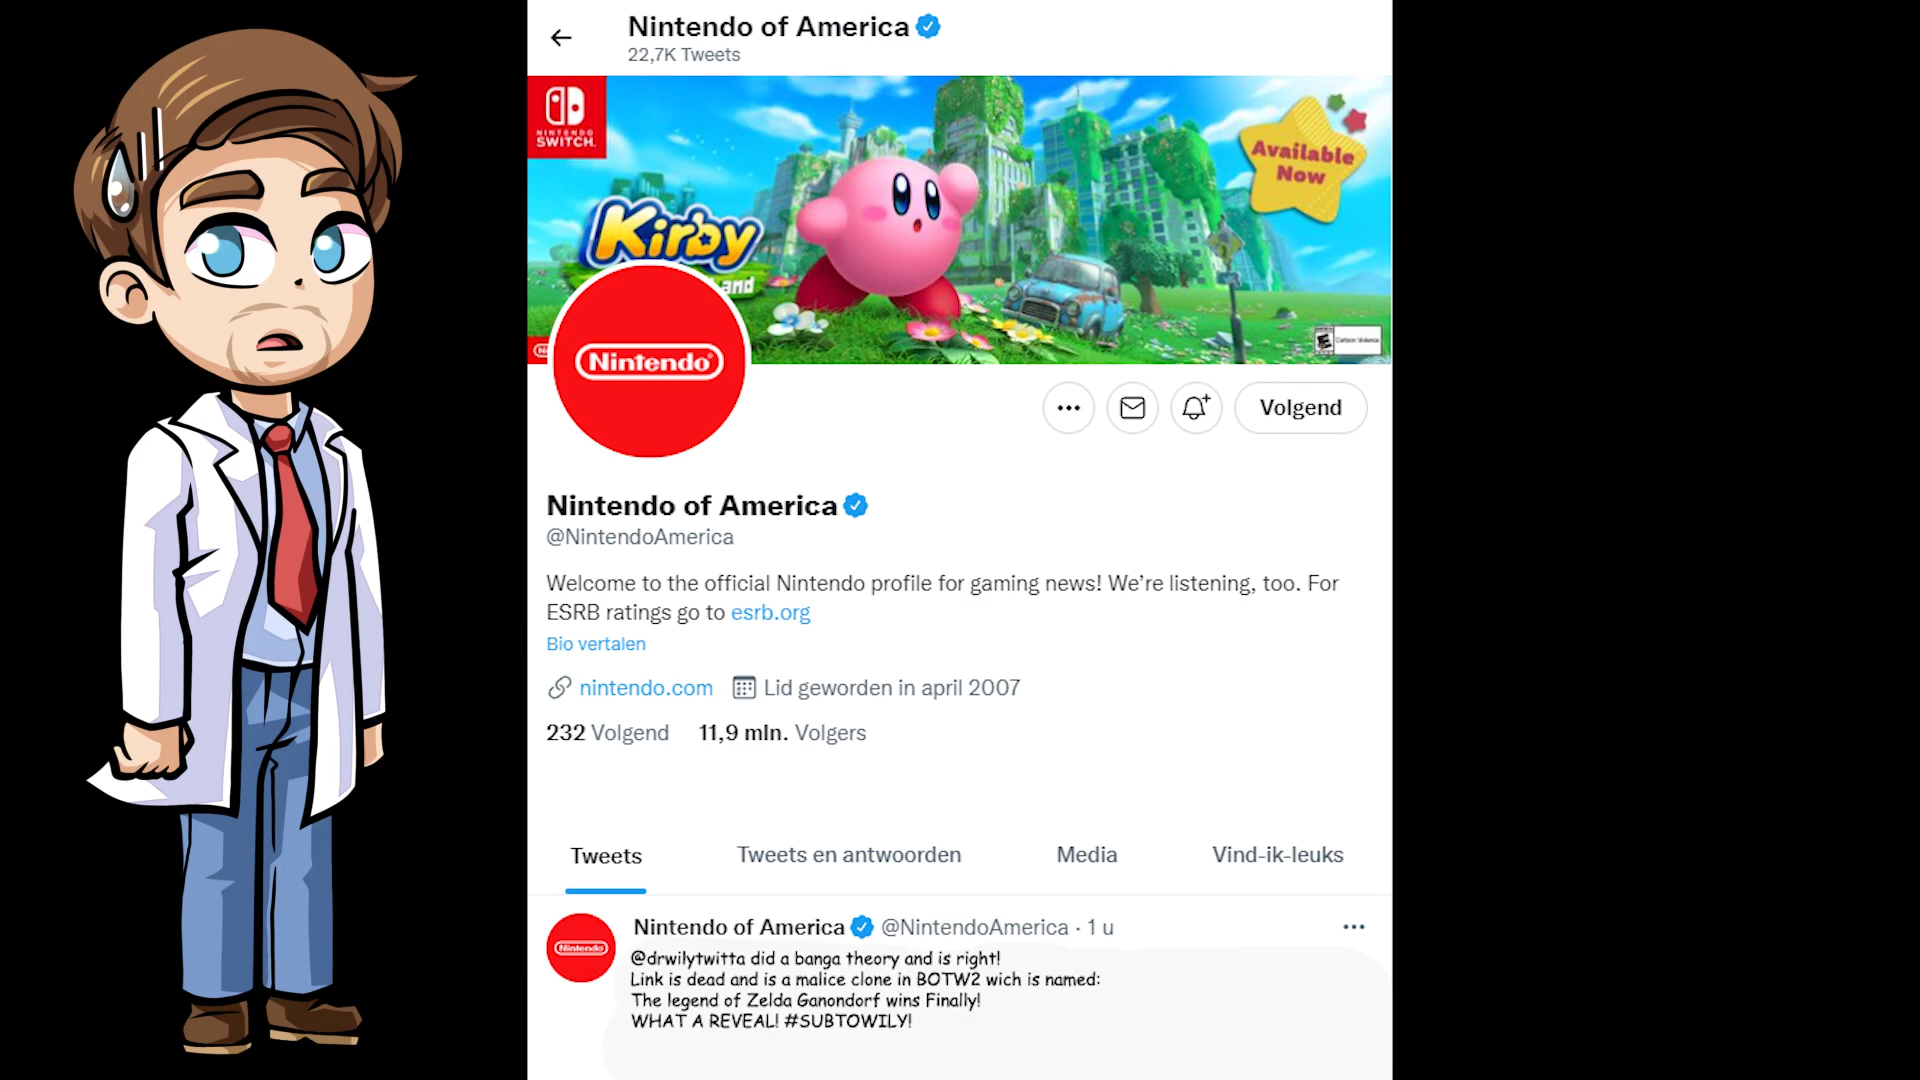 Nintendo of America
22,7K Tweets
NINTENDO
SWITCH
Available
Now
Kirby
and
Nintendo
E
Cartoon Violence
Volgend
Nintendo of America
@NintendoAmerica
Welcome to the official Nintendo profile for gaming news! We're listening, too. For
ESRB ratings go to esrb.org
Bio vertalen
nintendo.com Lid geworden in april 2007
232 Volgend 11,9 mln. Volgers
Tweets Tweets en antwoorden Media Vind-ik-leuks
Nintendo of America @NintendoAmerica · 1 u
Nintendo
@drwilytwitta did a banga theory and is right!
Link is dead and is a malice clone in BOTW2 wich is named:
The legend of Zelda Ganondorf wins Finally!
WHAT A REVEAL! #SUBTOWILY!